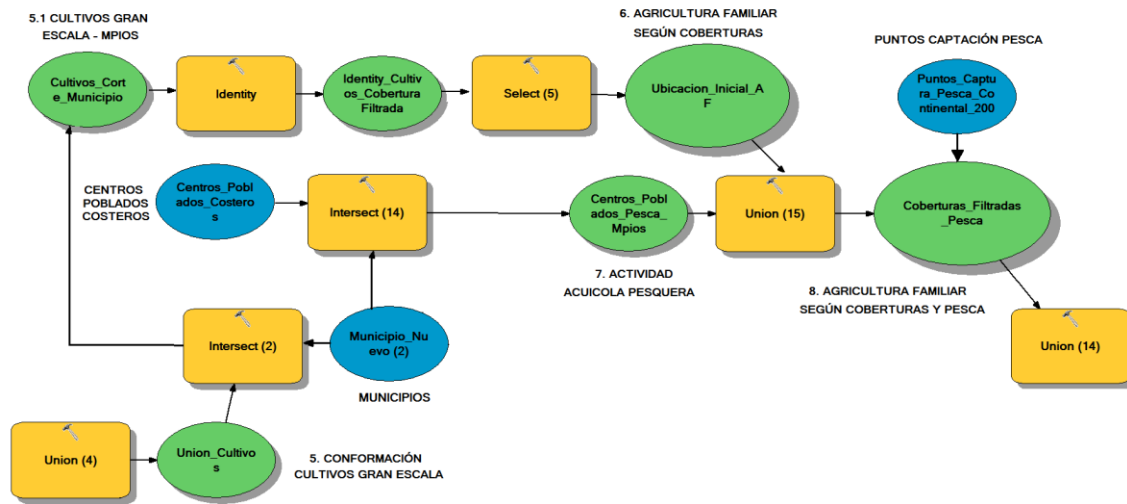 5.1 CULTIVOS GRAN
ESCALA - MPIOS
6. AGRICULTURA FAMILIAR
SEGÚN COBERTURAS
PUNTOS CAPTACIÓN PESCA
Cultivos_Cort
e_Municipio
Identity
Identity_Cultiv
os_Cobertura
Filtrada
Select (5)
Ubicacion_Inicial_A
F
Puntos_Captu
ra_Pesca_Co
ntinental_200
CENTROS
POBLADOS
COSTEROS
Centros_Pobl
ados_Costero
s
Intersect (14)
Centros_Pobl
ados_Pesca_
Mpios
Union (15)
Coberturas_Filtradas
_Pesca
7. ACTIVIDAD
ACUICOLA PESQUERA
8. AGRICULTURA FAMILIAR
SEGÚN COBERTURAS Y PESCA
Intersect (2)
Municipio_Nu
evo (2)
Union (14)
MUNICIPIOS
Union (4)
Union_Cultivo
s
5. CONFORMACIÓN
CULTIVOS GRAN ESCALA